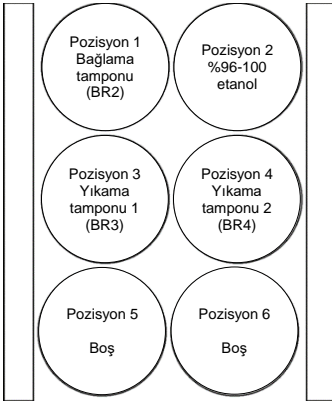 Pozisyon 1
Bağlama
tamponu
(BR2)
Pozisyon 2
%96-100
etanol
Pozisyon 3
Yıkama
tamponu 1
(BR3)
Pozisyon 4
Yıkama
tamponu 2
(BR4)
Pozisyon 5
Boş
Pozisyon 6
Boş